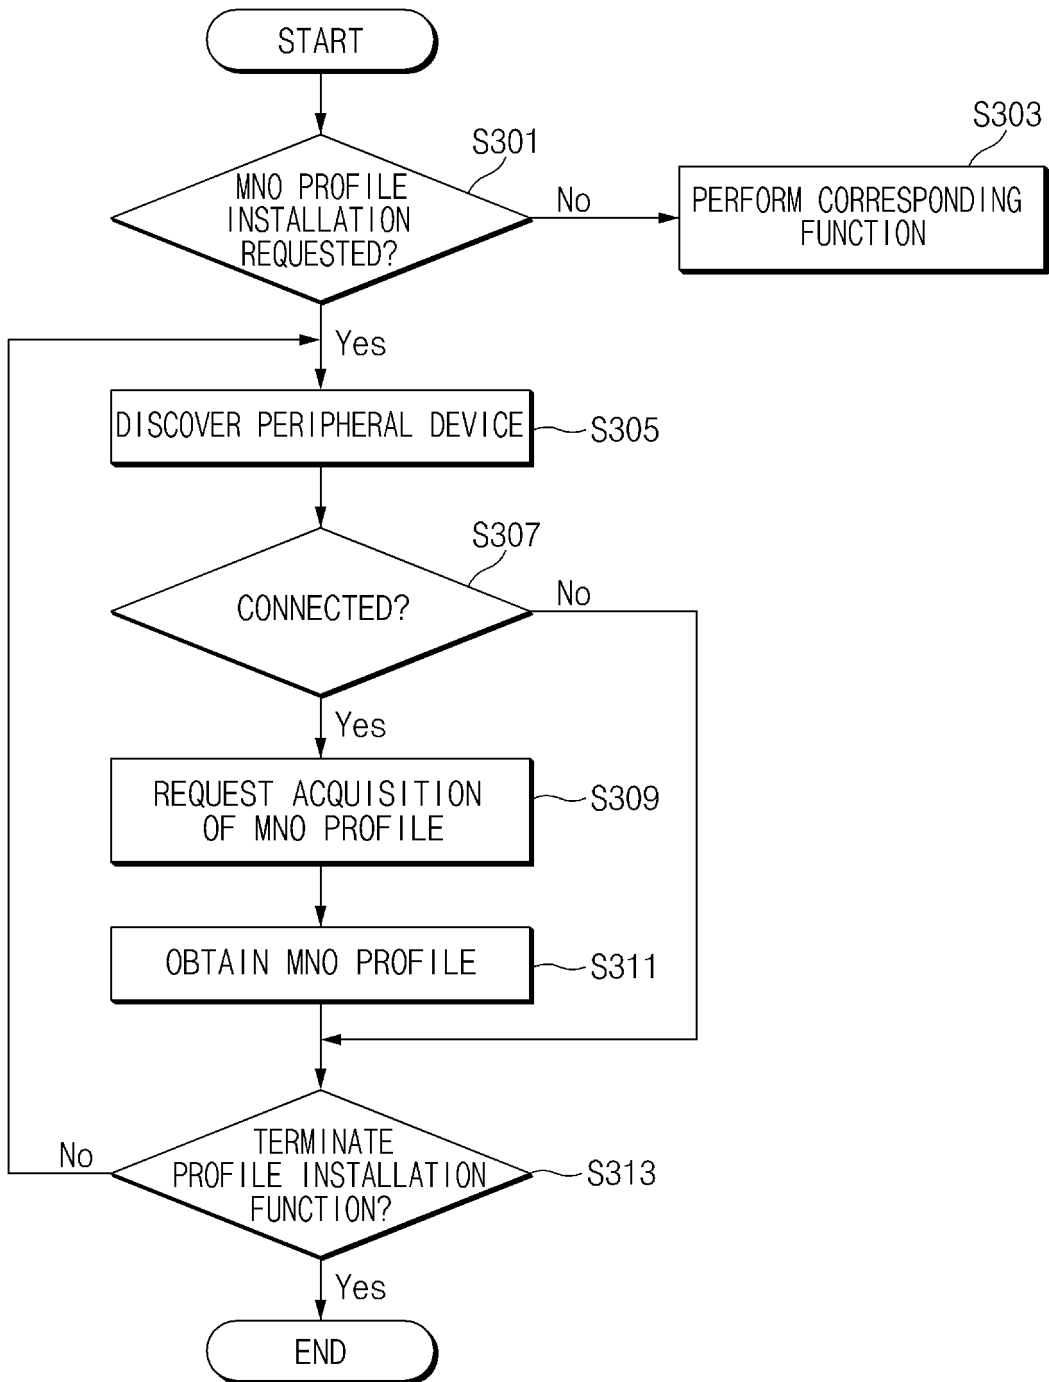 START
S301
S303
MNO PROFILE
INSTALLATION
REQUESTED?
No
PERFORM CORRESPONDING
FUNCTION
Yes
DISCOVER PERIPHERAL DEVICE
S305
S307
CONNECTED?
No
Yes
REQUEST ACQUISITION
OF MNO PROFILE
S309
OBTAIN MNO PROFILE
S311
No
TERMINATE
PROFILE INSTALLATION
FUNCTION?
S313
Yes
END